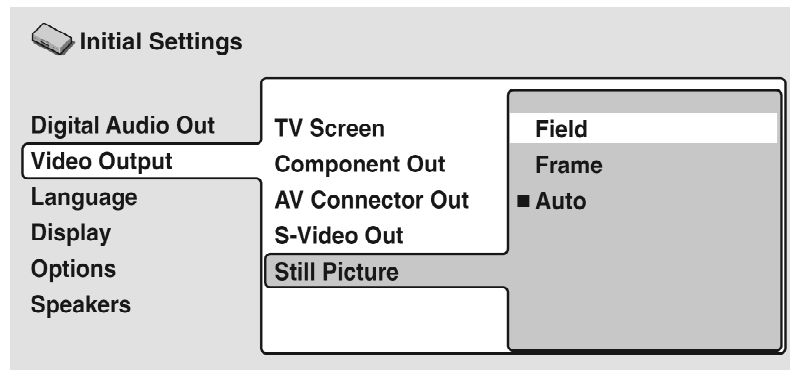 Initial Settings
Digital Audio Out
Video Output
Language
Display
Options
Speakers
TV Screen
Component Out
AV Connector Out
S-Video Out
Still Picture
Field
Frame
■ Auto